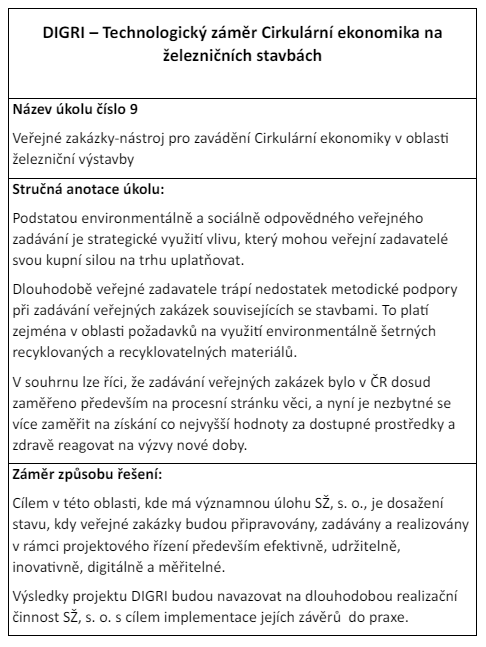 DIGRI – Technologický záměr Cirkulární ekonomika na
železničních stavbách
Název úkolu číslo 9
Veřejné zakázky-nástroj pro zavádění Cirkulární ekonomiky v oblasti
železniční výstavby
Stručná anotace úkolu:
Podstatou environmentálně a sociálně odpovědného veřejného
zadávání je strategické využití vlivu, který mohou veřejní zadavatelé
svou kupní silou na trhu uplatňovat.
Dlouhodobě veřejné zadavatele trápí nedostatek metodické podpory
při zadávání veřejných zakázek souvisejících se stavbami. To platí
zejména v oblasti požadavků na využití environmentálně šetrných
recyklovaných a recyklovatelných materiálů.
V souhrnu lze říci, že zadávání veřejných zakázek bylo v ČR dosud
zaměřeno především na procesní stránku věci, a nyní je nezbytné se
více zaměřit na získání co nejvyšší hodnoty za dostupné prostředky a
zdravě reagovat na výzvy nové doby.
Záměr způsobu řešení:
Cílem v této oblasti, kde má významnou úlohu SŽ, s. o., je dosažení
stavu, kdy veřejné zakázky budou připravovány, zadávány a realizovány
v rámci projektového řízení především efektivně, udržitelně,
inovativně, digitálně a měřitelné.
Výsledky projektu DIGRI budou navazovat na dlouhodobou realizační
činnost SŽ, s. o. s cílem implementace jejích závěrů do praxe.